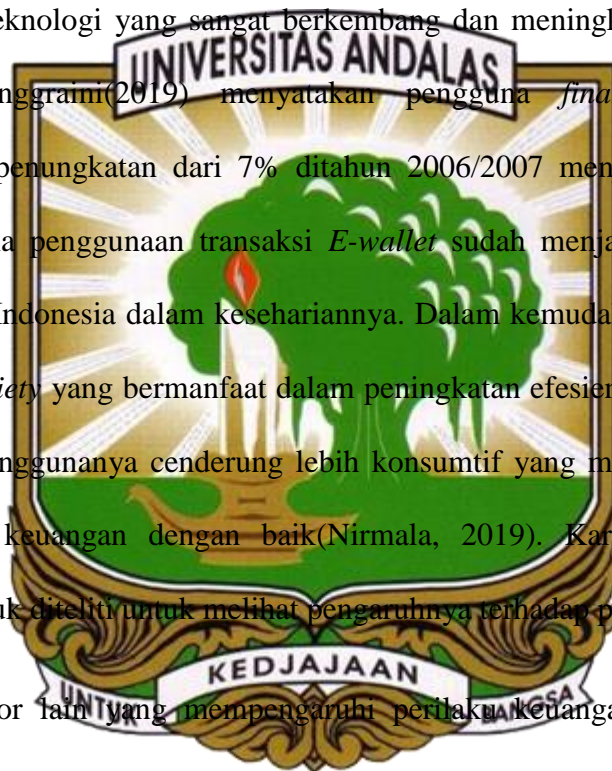 eknologi yang sangat berkembang dan meningk
UNIVERSITAS ANDALAS
nggraini(2019) menyatakan pengguna fina
penungkatan dari 7% ditahun 2006/2007 men
a penggunaan transaksi E-wallet sudah menja
Indonesia dalam kesehariannya. Dalam kemuda
iety yang bermanfaat dalam peningkatan efesien
nggunanya cenderung lebih konsumtif yang m
keuangan dengan baik(Nirmala, 2019). Kar
uk diteliti untuk melihat pengaruhnya terhadap p
UNTUK KEDJAJAAN BANGSA
or lain yang mempengaruhi perilaku keuanga